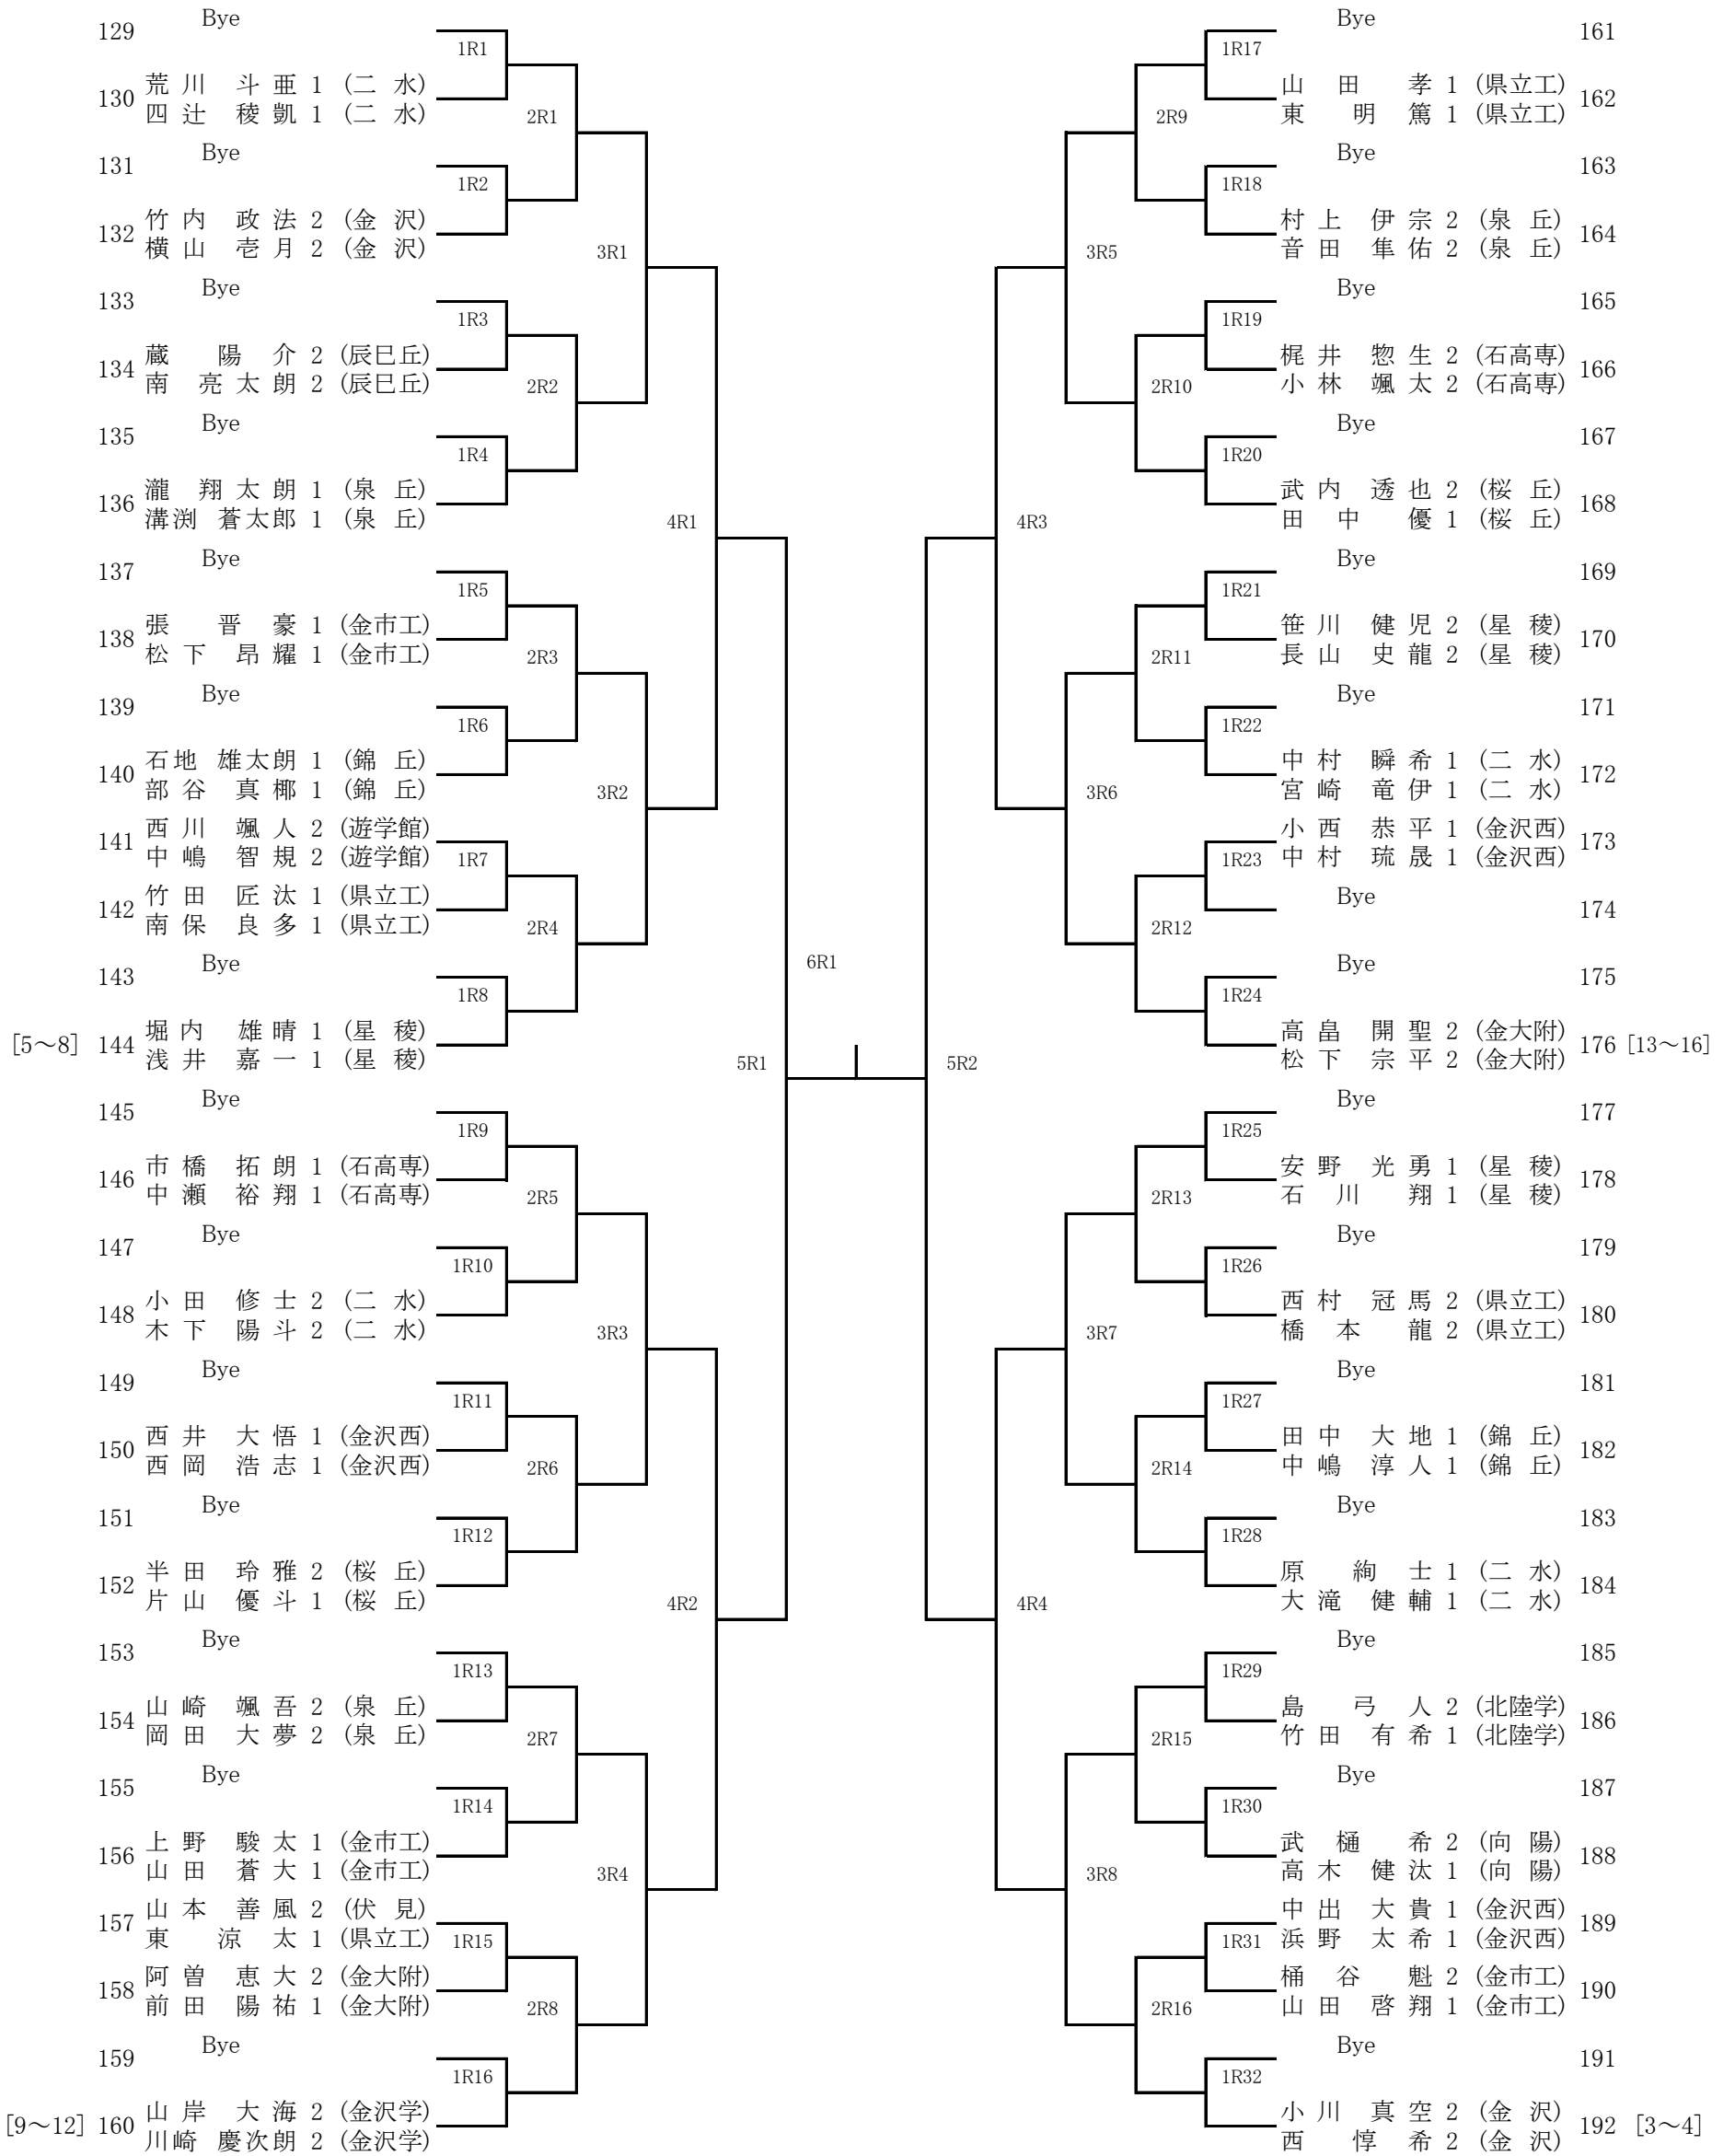 Bye
129
1R1
荒川 斗亜 1 (二 水)
130
四辻 稜凱 1 (二 水)
2R1
Bye
131
1R2
竹内 政法 2 (金 沢)
132
横山 壱月 2 (金 沢)
3R1
Bye
133
1R3
蔵 陽介 2 (辰巳丘)
134
南 亮太朗 2 (辰巳丘)
2R2
Bye
135
1R4
瀧 翔太朗 1 (泉 丘)
136
溝渕 蒼太郎 1 (泉 丘)
4R1
Bye
137
1R5
張 晋豪 1 (金市工)
138
松下 昂耀 1 (金市工)
2R3
Bye
139
1R6
石地 雄太朗 1 (錦 丘)
140
部谷 真椰 1 (錦 丘)
3R2
西川 颯人 2 (遊学館)
141
中嶋 智規 2 (遊学館)
1R7
竹田 匠汰 1 (県立工)
142
南保 良多 1 (県立工)
2R4
Bye
143
1R8
堀内 雄晴 1 (星 稜)
[5～8] 144
浅井 嘉一 1 (星 稜)
5R1
Bye
145
1R9
市橋 拓朗 1 (石高専)
146
中瀬 裕翔 1 (石高専)
2R5
Bye
147
1R10
小田 修士 2 (二 水)
148
木下 陽斗 2 (二 水)
3R3
Bye
149
1R11
西井 大悟 1 (金沢西)
150
西岡 浩志 1 (金沢西)
2R6
Bye
151
1R12
半田 玲雅 2 (桜 丘)
152
片山 優斗 1 (桜 丘)
4R2
Bye
153
1R13
山崎 颯吾 2 (泉 丘)
154
岡田 大夢 2 (泉 丘)
2R7
Bye
155
1R14
上野 駿太 1 (金市工)
156
山田 蒼大 1 (金市工)
3R4
山本 善風 2 (伏 見)
157
東 涼太 1 (県立工)
1R15
阿曽 恵大 2 (金大附)
158
前田 陽祐 1 (金大附)
2R8
Bye
159
1R16
山岸 大海 2 (金沢学)
[9～12] 160
川崎 慶次朗 2 (金沢学)
6R1
Bye
161
1R17
山田 孝 1 (県立工)
162
東 明篤 1 (県立工)
2R9
Bye
163
1R18
村上 伊宗 2 (泉 丘)
164
音田 隼佑 2 (泉 丘)
3R5
Bye
165
1R19
梶井 惣生 2 (石高専)
166
小林 颯太 2 (石高専)
2R10
Bye
167
1R20
武内 透也 2 (桜 丘)
168
田中 優 1 (桜 丘)
4R3
Bye
169
1R21
笹川 健児 2 (星 稜)
170
長山 史龍 2 (星 稜)
2R11
Bye
171
1R22
中村 瞬希 1 (二 水)
172
宮崎 竜伊 1 (二 水)
3R6
小西 恭平 1 (金沢西)
173
中村 琉晟 1 (金沢西)
1R23
Bye
174
2R12
Bye
175
1R24
高畠 開聖 2 (金大附)
176 [13～16]
松下 宗平 2 (金大附)
5R2
Bye
177
1R25
安野 光勇 1 (星 稜)
178
石川 翔 1 (星 稜)
2R13
Bye
179
1R26
西村 冠馬 2 (県立工)
180
橋本 龍 2 (県立工)
3R7
Bye
181
1R27
田中 大地 1 (錦 丘)
182
中嶋 淳人 1 (錦 丘)
2R14
Bye
183
1R28
原 絢士 1 (二 水)
184
大滝 健輔 1 (二 水)
4R4
Bye
185
1R29
島 弓人 2 (北陸学)
186
竹田 有希 1 (北陸学)
2R15
Bye
187
1R30
武樋 希 2 (向 陽)
188
高木 健汰 1 (向 陽)
3R8
中出 大貴 1 (金沢西)
189
浜野 太希 1 (金沢西)
1R31
桶谷 魁 2 (金市工)
190
山田 啓翔 1 (金市工)
2R16
Bye
191
1R32
小川 真空 2 (金 沢)
192 [3～4]
西 惇希 2 (金 沢)